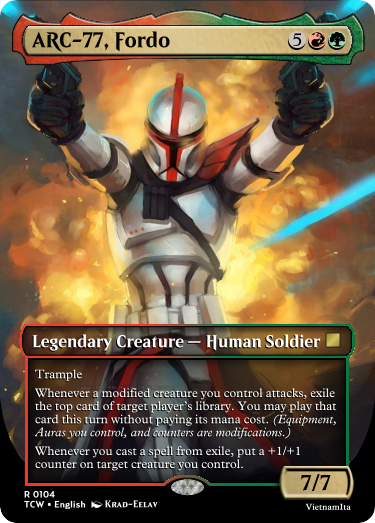 ARC-77, Fordo 5
Legendary Creature — Human Soldier
Trample
Whenever a modified creature you control attacks, exile
the top card of target player's library. You may play that
card this turn without paying its mana cost. (Equipment,
Auras you control, and counters are modifications.)
Whenever you cast a spell from exile, put a +1/+1
counter on target creature you control.
7/7
R 0104
TCW • English Krad-Eelay
VietnamIta